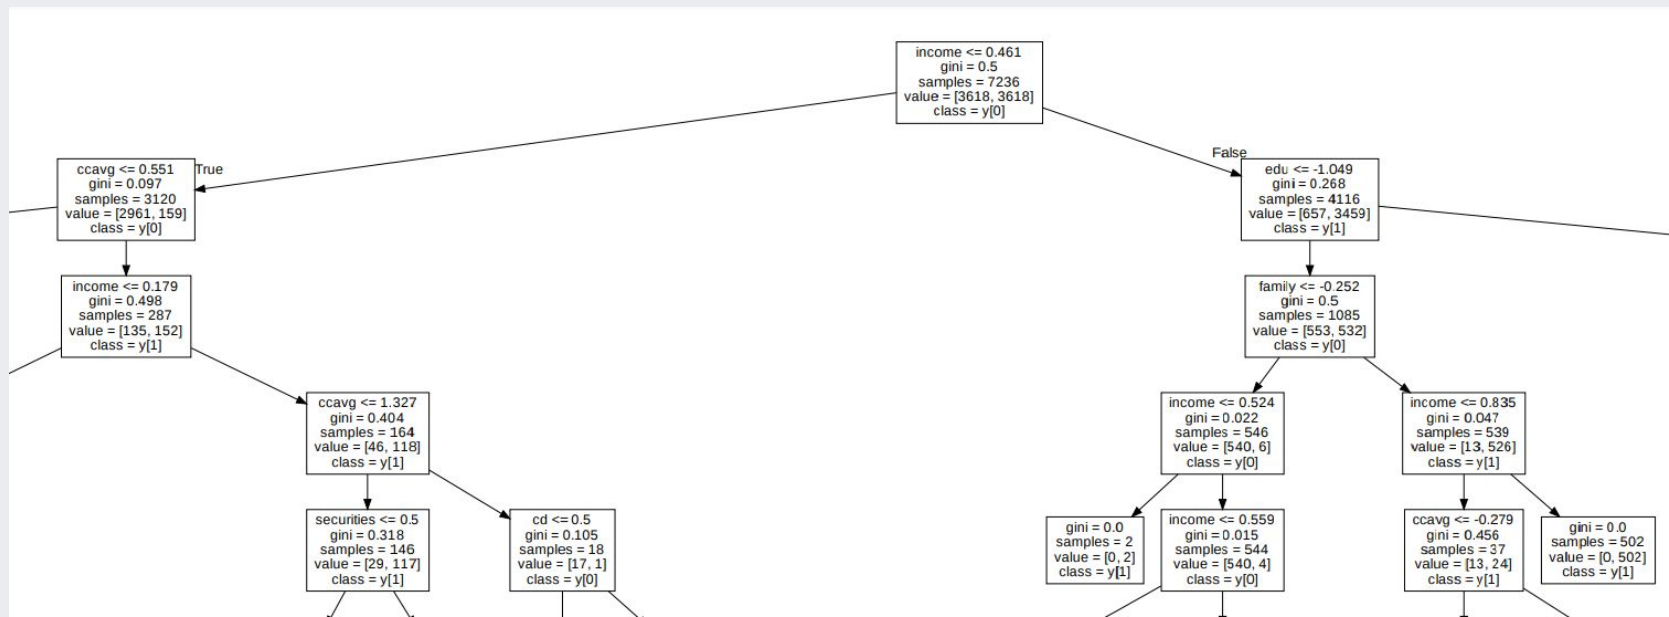 income <= 0.461
gini = 0.5
samples = 7236
value = [3618, 3618]
class = y[0]
True
False
ccavg <= 0.551
gini = 0.097
samples = 3120
value = [2961, 159]
class = y[0]
edu <= -1.049
gini = 0.268
samples = 4116
value = [657, 3459]
class = y[1]
income <= 0.179
gini = 0.498
samples = 287
value = [135, 152]
class = y[1]
family <= -0.252
gini = 0.5
samples = 1085
value = [553, 532]
class = y[0]
ccavg <= 1.327
gini = 0.404
samples = 164
value = [46, 118]
class = y[1]
income <= 0.524
gini = 0.022
samples = 546
value = [540, 6]
class = y[0]
income <= 0.835
gini = 0.047
samples = 539
value = [13, 526]
class = y[1]
securities <= 0.5
gini = 0.318
samples = 146
value = [29, 117]
class = y[1]
cd <= 0.5
gini = 0.105
samples = 18
value = [17, 1]
class = y[0]
gini = 0.0
samples = 2
value = [0, 2]
class = y[1]
income <= 0.559
gini = 0.015
samples = 544
value = [540, 4]
class = y[0]
ccavg <= -0.279
gini = 0.456
samples = 37
value = [13, 24]
class = y[1]
gini = 0.0
samples = 502
value = [0, 502]
class = y[1]